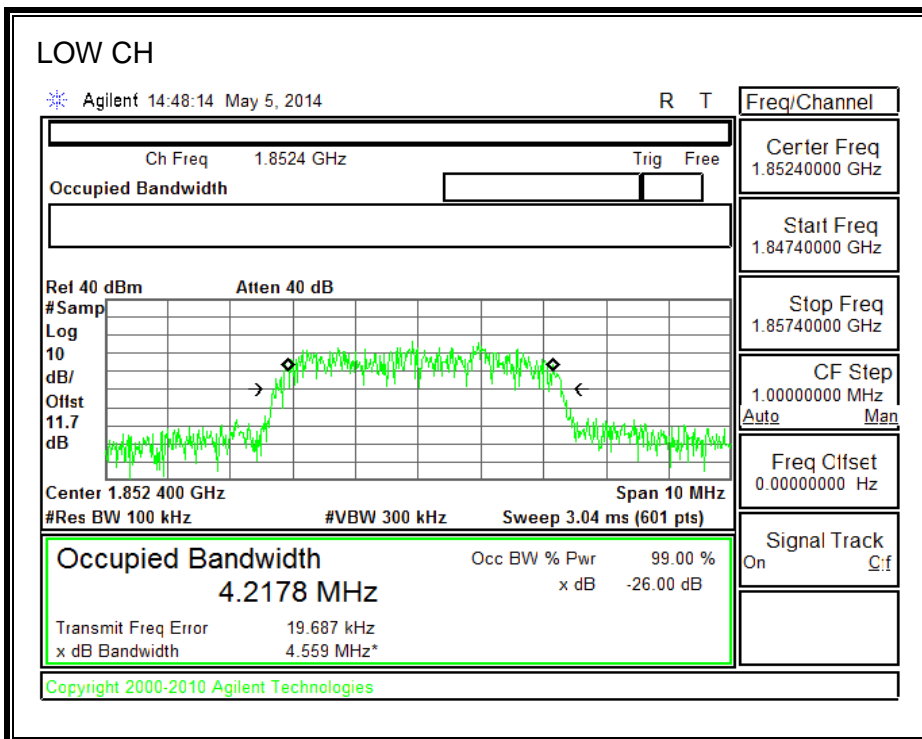 LOW CH
Agilent 14:48:14 May 5, 2014 R T
Freq/Channel
Ch Freq 1.8524 GHz Trig Free
Occupied Bandwidth
Center Freq
1.85240000 GHz
Start Freq
1.84740000 GHz
Stop Freq
1.85740000 GHz
CF Step
1.00000000 MHz
Auto Man
Freq Offset
0.00000000 Hz
Signal Track
On Off
Ref 40 dBm Atten 40 dB
#Samp
Log
10
dB/
Offst
11.7
dB
Center 1.852 400 GHz Span 10 MHz
#Res BW 100 kHz #VBW 300 kHz Sweep 3.04 ms (601 pts)
Occupied Bandwidth Occ BW % Pwr 99.00 %
4.2178 MHz x dB -26.00 dB
Transmit Freq Error 19.687 kHz
x dB Bandwidth 4.559 MHz*
Copyright 2000-2010 Agilent Technologies